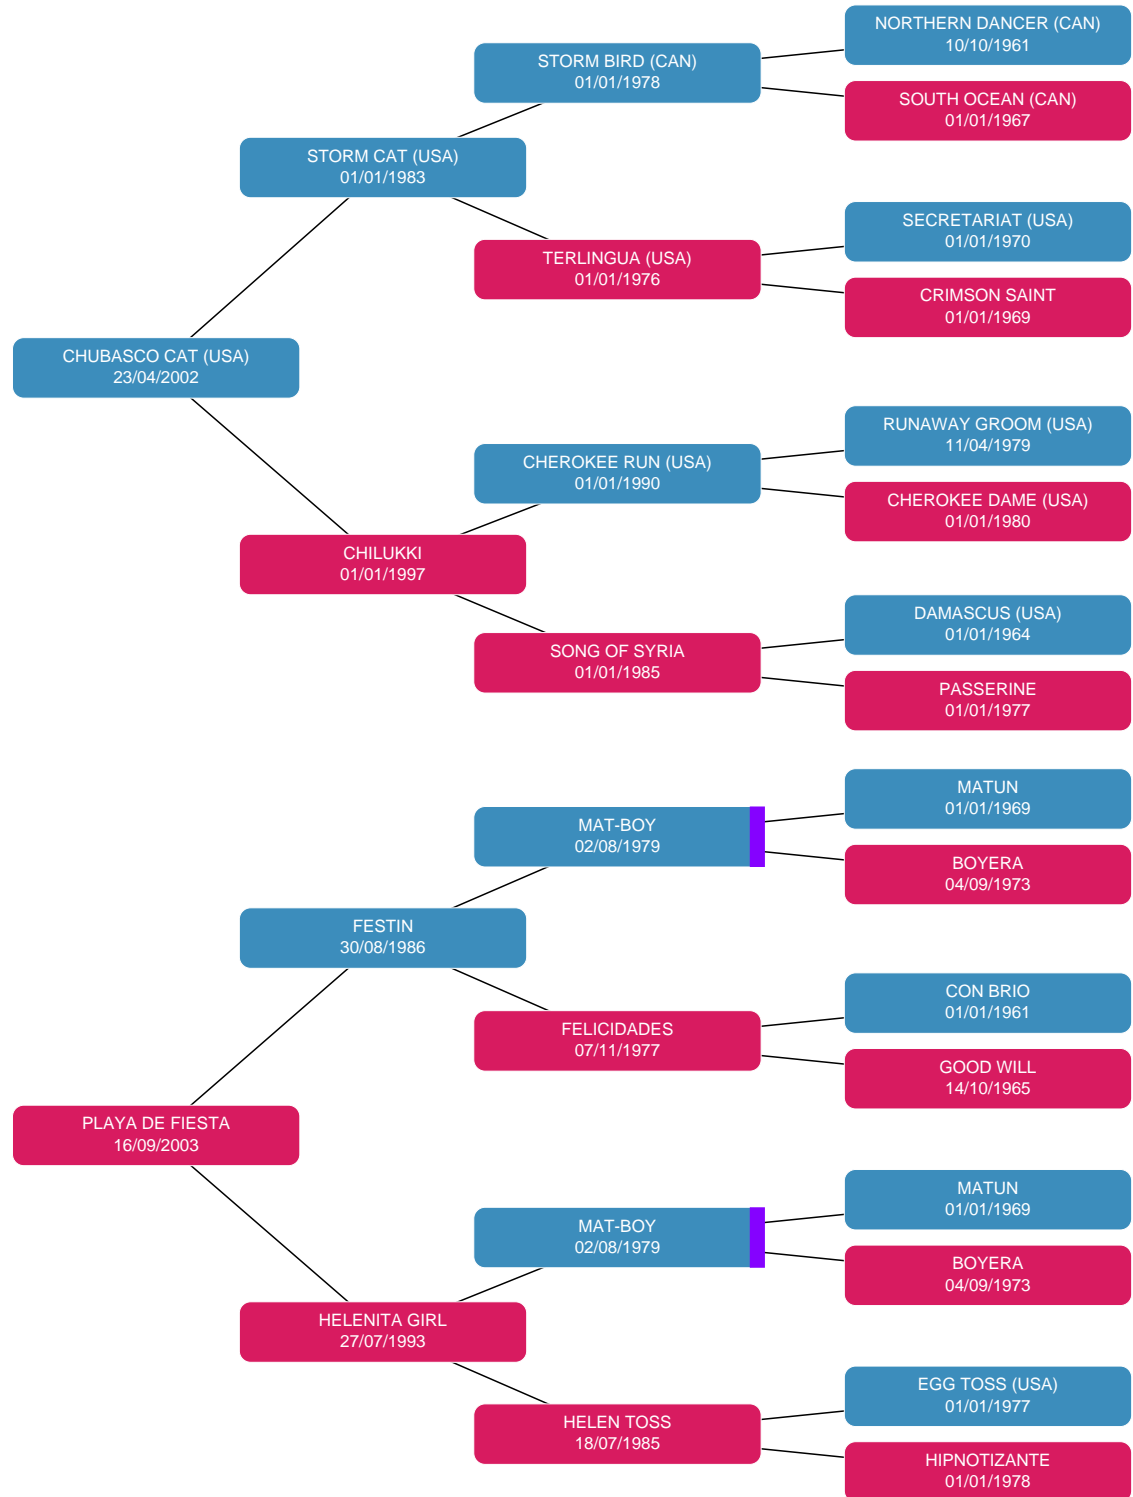 NORTHERN DANCER (CAN)
10/10/1961
STORM BIRD (CAN)
01/01/1978
SOUTH OCEAN (CAN)
01/01/1967
STORM CAT (USA)
01/01/1983
SECRETARIAT (USA)
01/01/1970
TERLINGUA (USA)
01/01/1976
CRIMSON SAINT
01/01/1969
CHUBASCO CAT (USA)
23/04/2002
RUNAWAY GROOM (USA)
11/04/1979
CHEROKEE RUN (USA)
01/01/1990
CHEROKEE DAME (USA)
01/01/1980
CHILUKKI
01/01/1997
DAMASCUS (USA)
01/01/1964
SONG OF SYRIA
01/01/1985
PASSERINE
01/01/1977
MATUN
01/01/1969
MAT-BOY
02/08/1979
BOYERA
04/09/1973
FESTIN
30/08/1986
CON BRIO
01/01/1961
FELICIDADES
07/11/1977
GOOD WILL
14/10/1965
PLAYA DE FIESTA
16/09/2003
MATUN
01/01/1969
MAT-BOY
02/08/1979
BOYERA
04/09/1973
HELENITA GIRL
27/07/1993
EGG TOSS (USA)
01/01/1977
HELEN TOSS
18/07/1985
HIPNOTIZANTE
01/01/1978